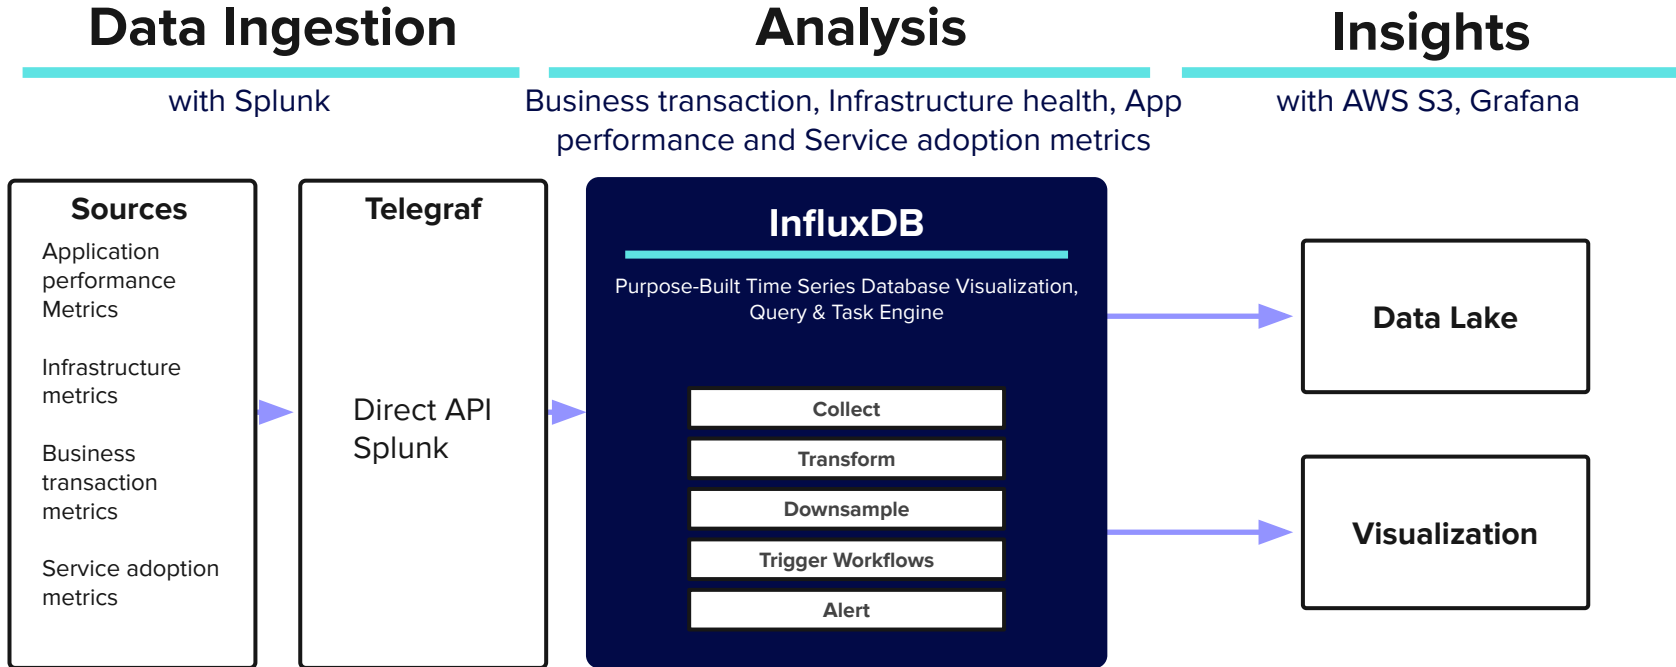 Data Ingestion
with Splunk
Analysis
Business transaction, Infrastructure health, App
performance and Service adoption metrics
Insights
with AWS S3, Grafana
Sources
Application
performance
Metrics
Infrastructure
metrics
Business
transaction
metrics
Service adoption
metrics
Telegraf
Direct API
Splunk
InfluxDB
Purpose-Built Time Series Database Visualization,
Query & Task Engine
Collect
Transform
Downsample
Trigger Workflows
Alert
Data Lake
Visualization